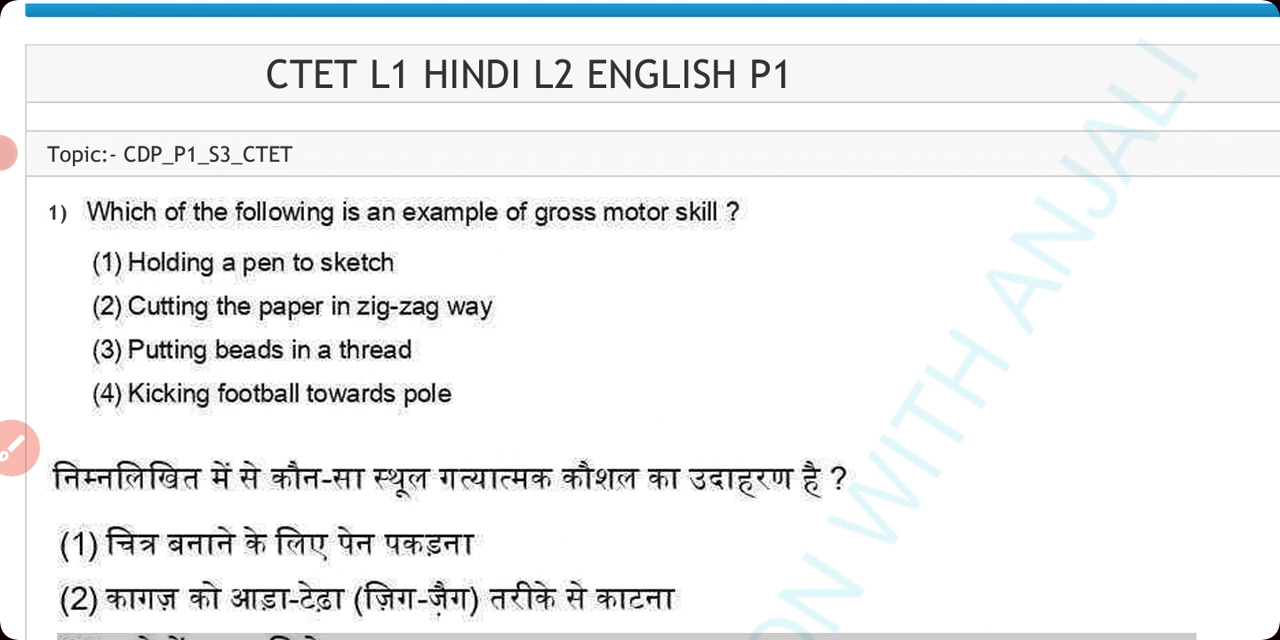 CTET L1 HINDI L2 ENGLISH P1
Topic:- CDP_P1_S3_CTET
1) Which of the following is an example of gross motor skill ?
(1) Holding a pen to sketch
(2) Cutting the paper in zig-zag way
(3) Putting beads in a thread
(4) Kicking football towards pole
निम्नलिखित में से कौन-सा स्थूल गत्यात्मक कौशल का उदाहरण है ?
(1) चित्र बनाने के लिए पेन पकड़ना
(2) कागज़ को आड़ा-टेढ़ा (ज़िग-ज़ैग) तरीके से काटना
ON WITH ANJALI